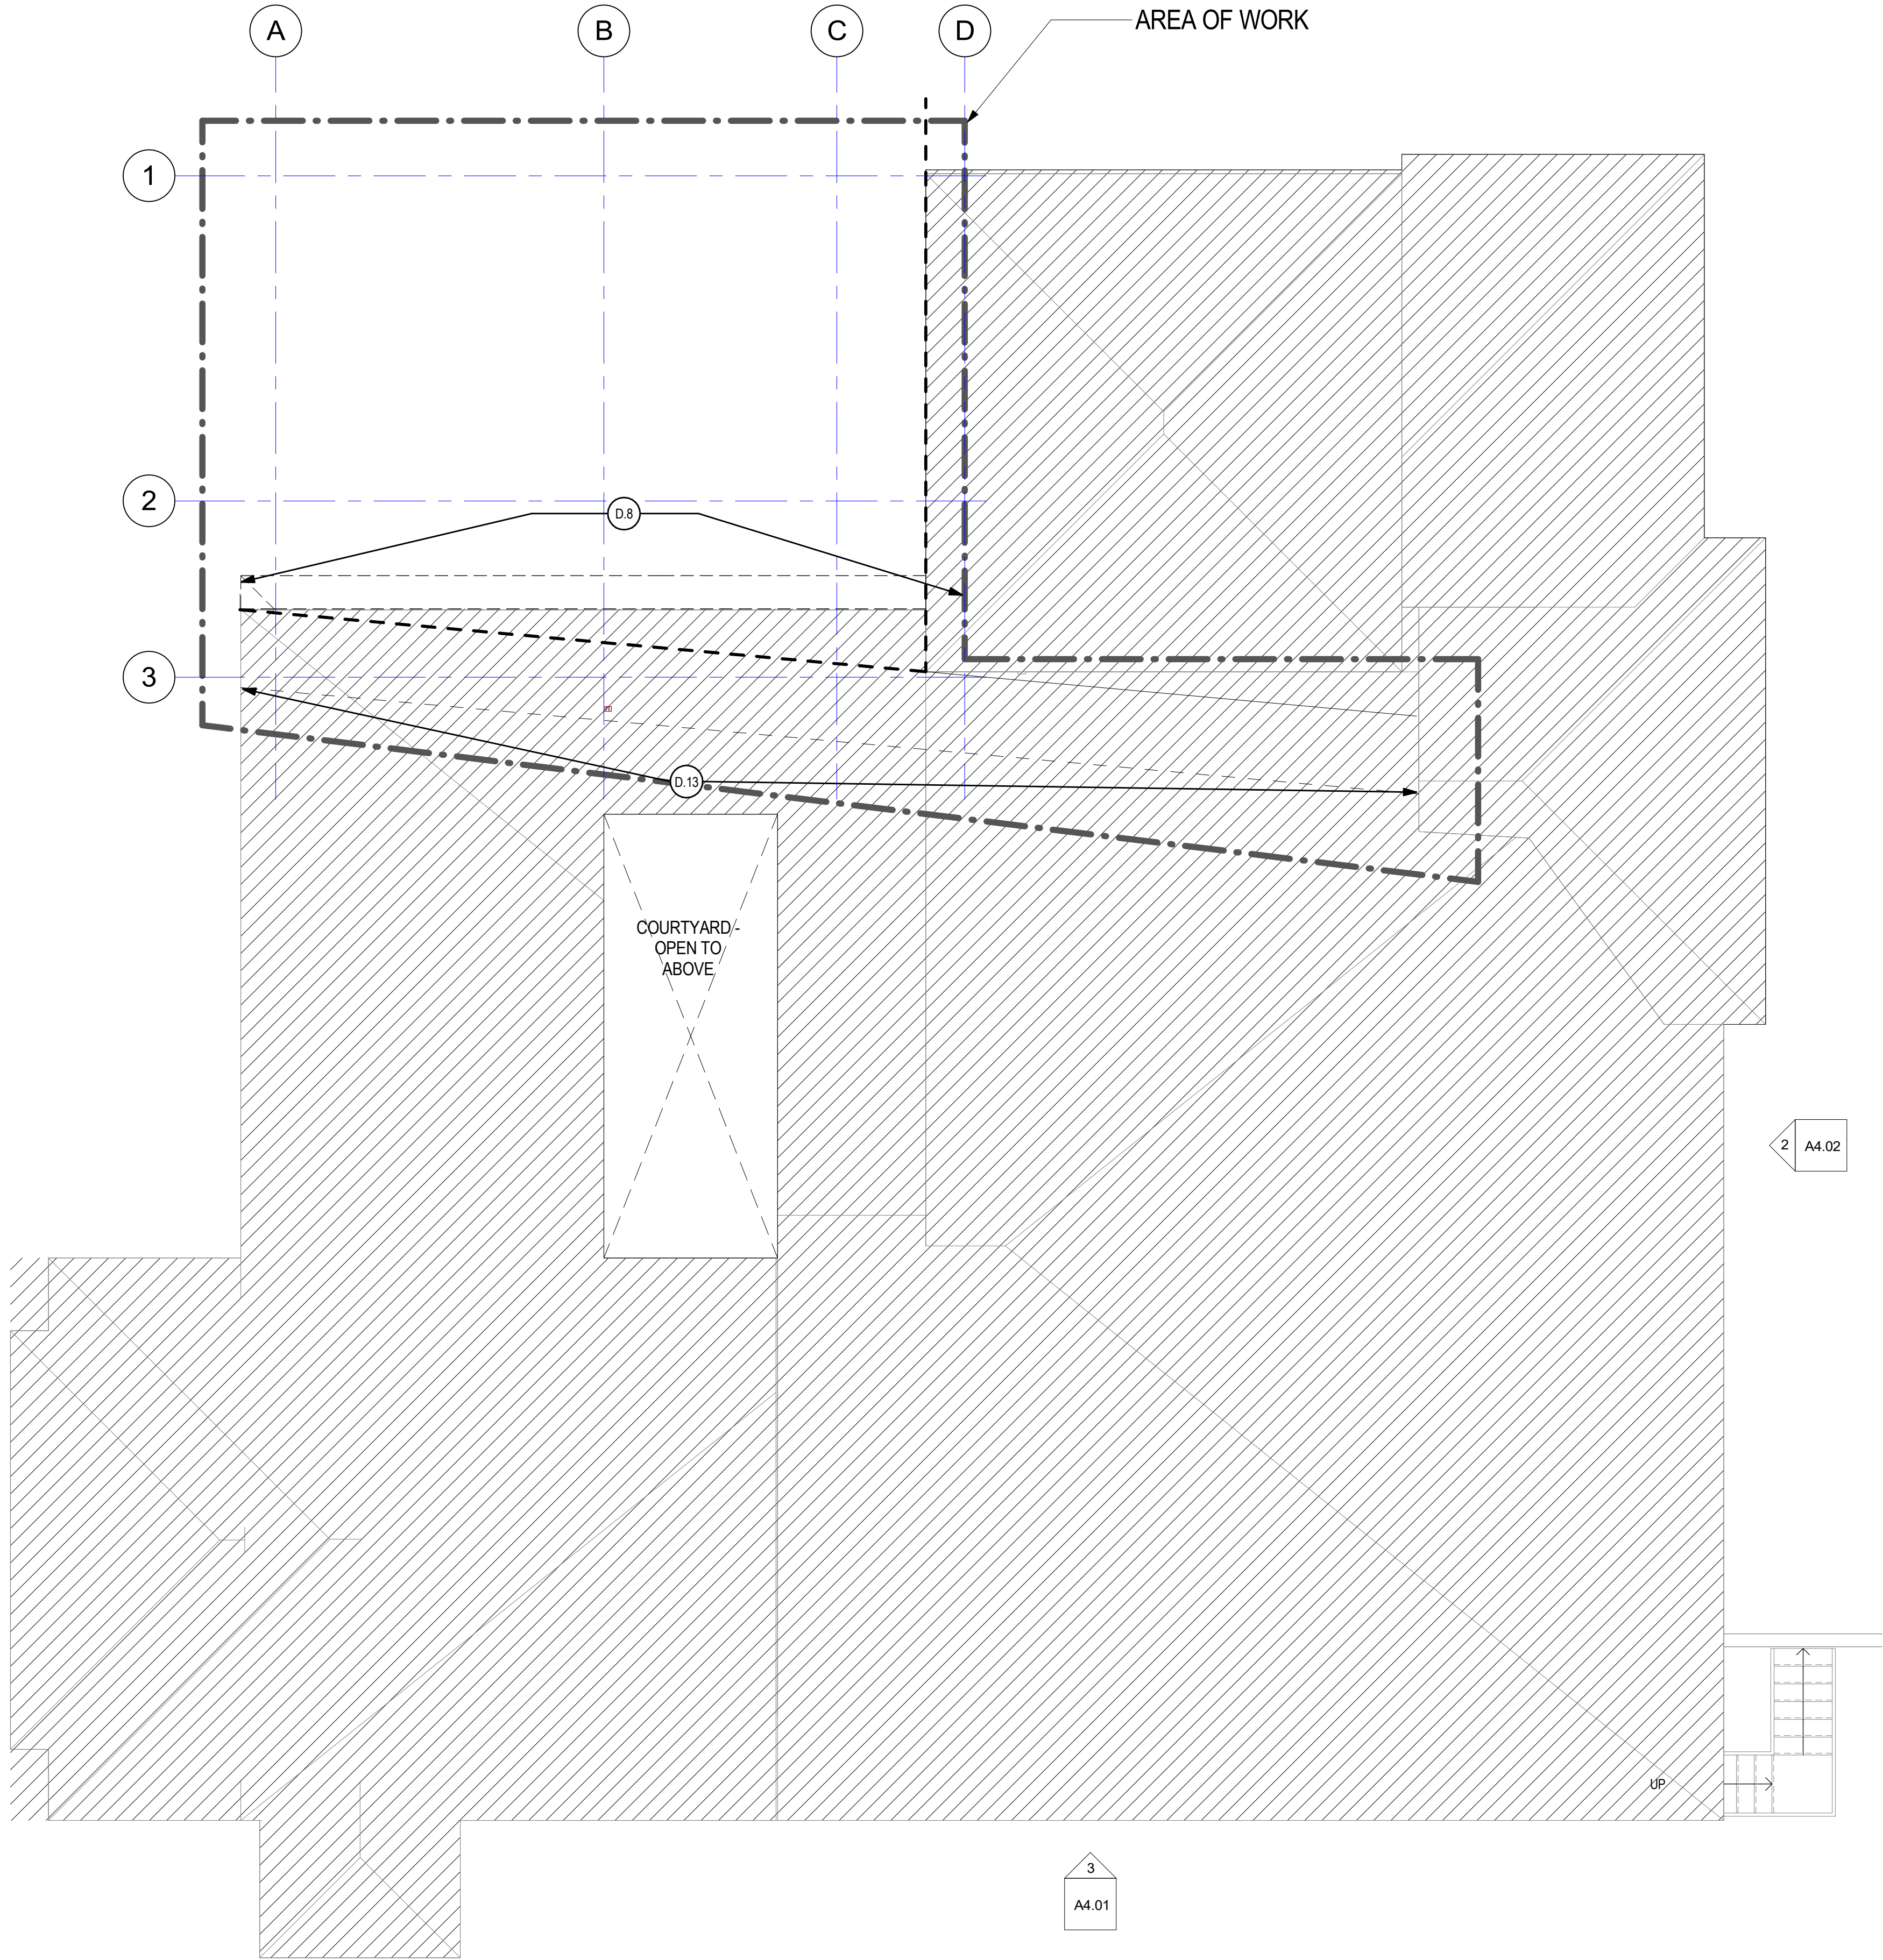 A
B
C
D
AREA OF WORK
1
2
D.8
3
D.13
COURTYARD -
OPEN TO
ABOVE
2
A4.02
UP
3
A4.01